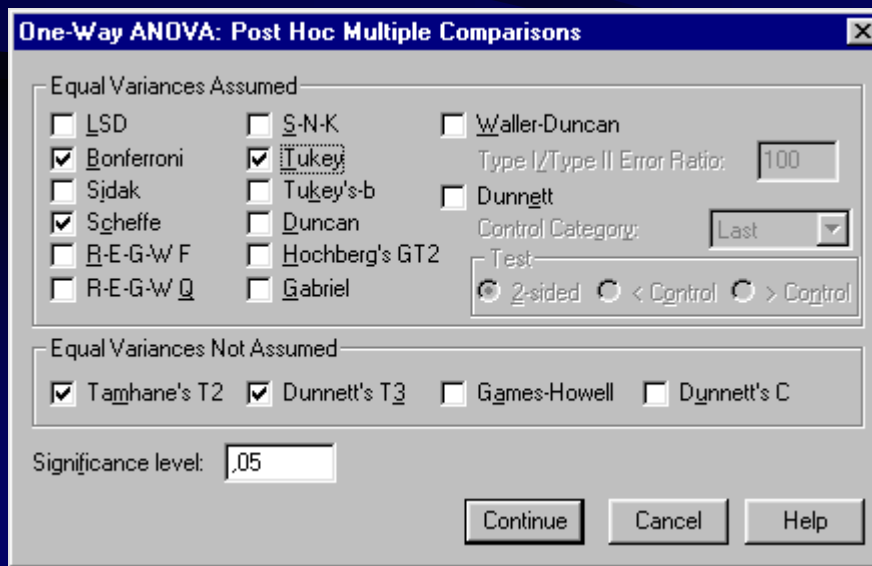 One-Way ANOVA: Post Hoc Multiple Comparisons
Equal Variances Assumed
LSD
Bonferroni
Sidak
Scheffe
R-E-G-W F
R-E-G-W Q
S-N-K
Tukey
Tukey's-b
Duncan
Hochberg's GT2
Gabriel
Waller-Duncan
Type I/Type II Error Ratio: 100
Dunnett
Control Category: Last
Test
2-sided < Control > Control
Equal Variances Not Assumed
Tamhane's T2 Dunnett's T3 Games-Howell Dunnett's C
Significance level: ,05
Continue Cancel Help